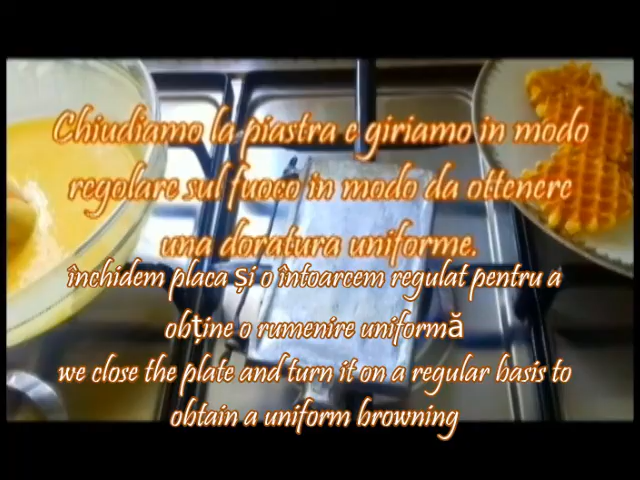 Chiudiamo la piastra e giriamo in modo
regolare sul fuoco in modo da ottenere
una doratura uniforme.
închidem placa și o întoarcem regulat pentru a
obține o rumenire uniformă
we close the plate and turn it on a regular basis to
obtain a uniform browning